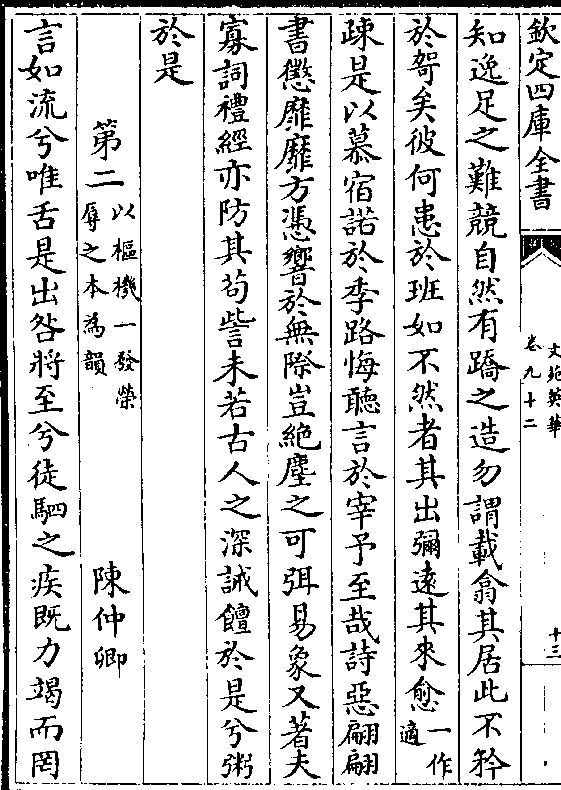 欽定四庫全書
文苑英華
卷九十二
十三
知逸足之難競自然有蹻之造勿謂載翕其居此不矜
於哿矣彼何患於班如不然者其出彌遠其來愈一作適
疎是以慕宿諾於季路悔聽言於宰予至哉詩惡翩翩
書懲靡靡方憑響於無際豈絶塵之可弭易象又著夫
寡詞禮經亦防其苟訾未若古人之深誡饘於是兮粥
於是
第二以樞機一發榮辱之本為韻 陳仲卿
言如流兮唯舌是出咎將至兮徒駟之疾既力竭而罔